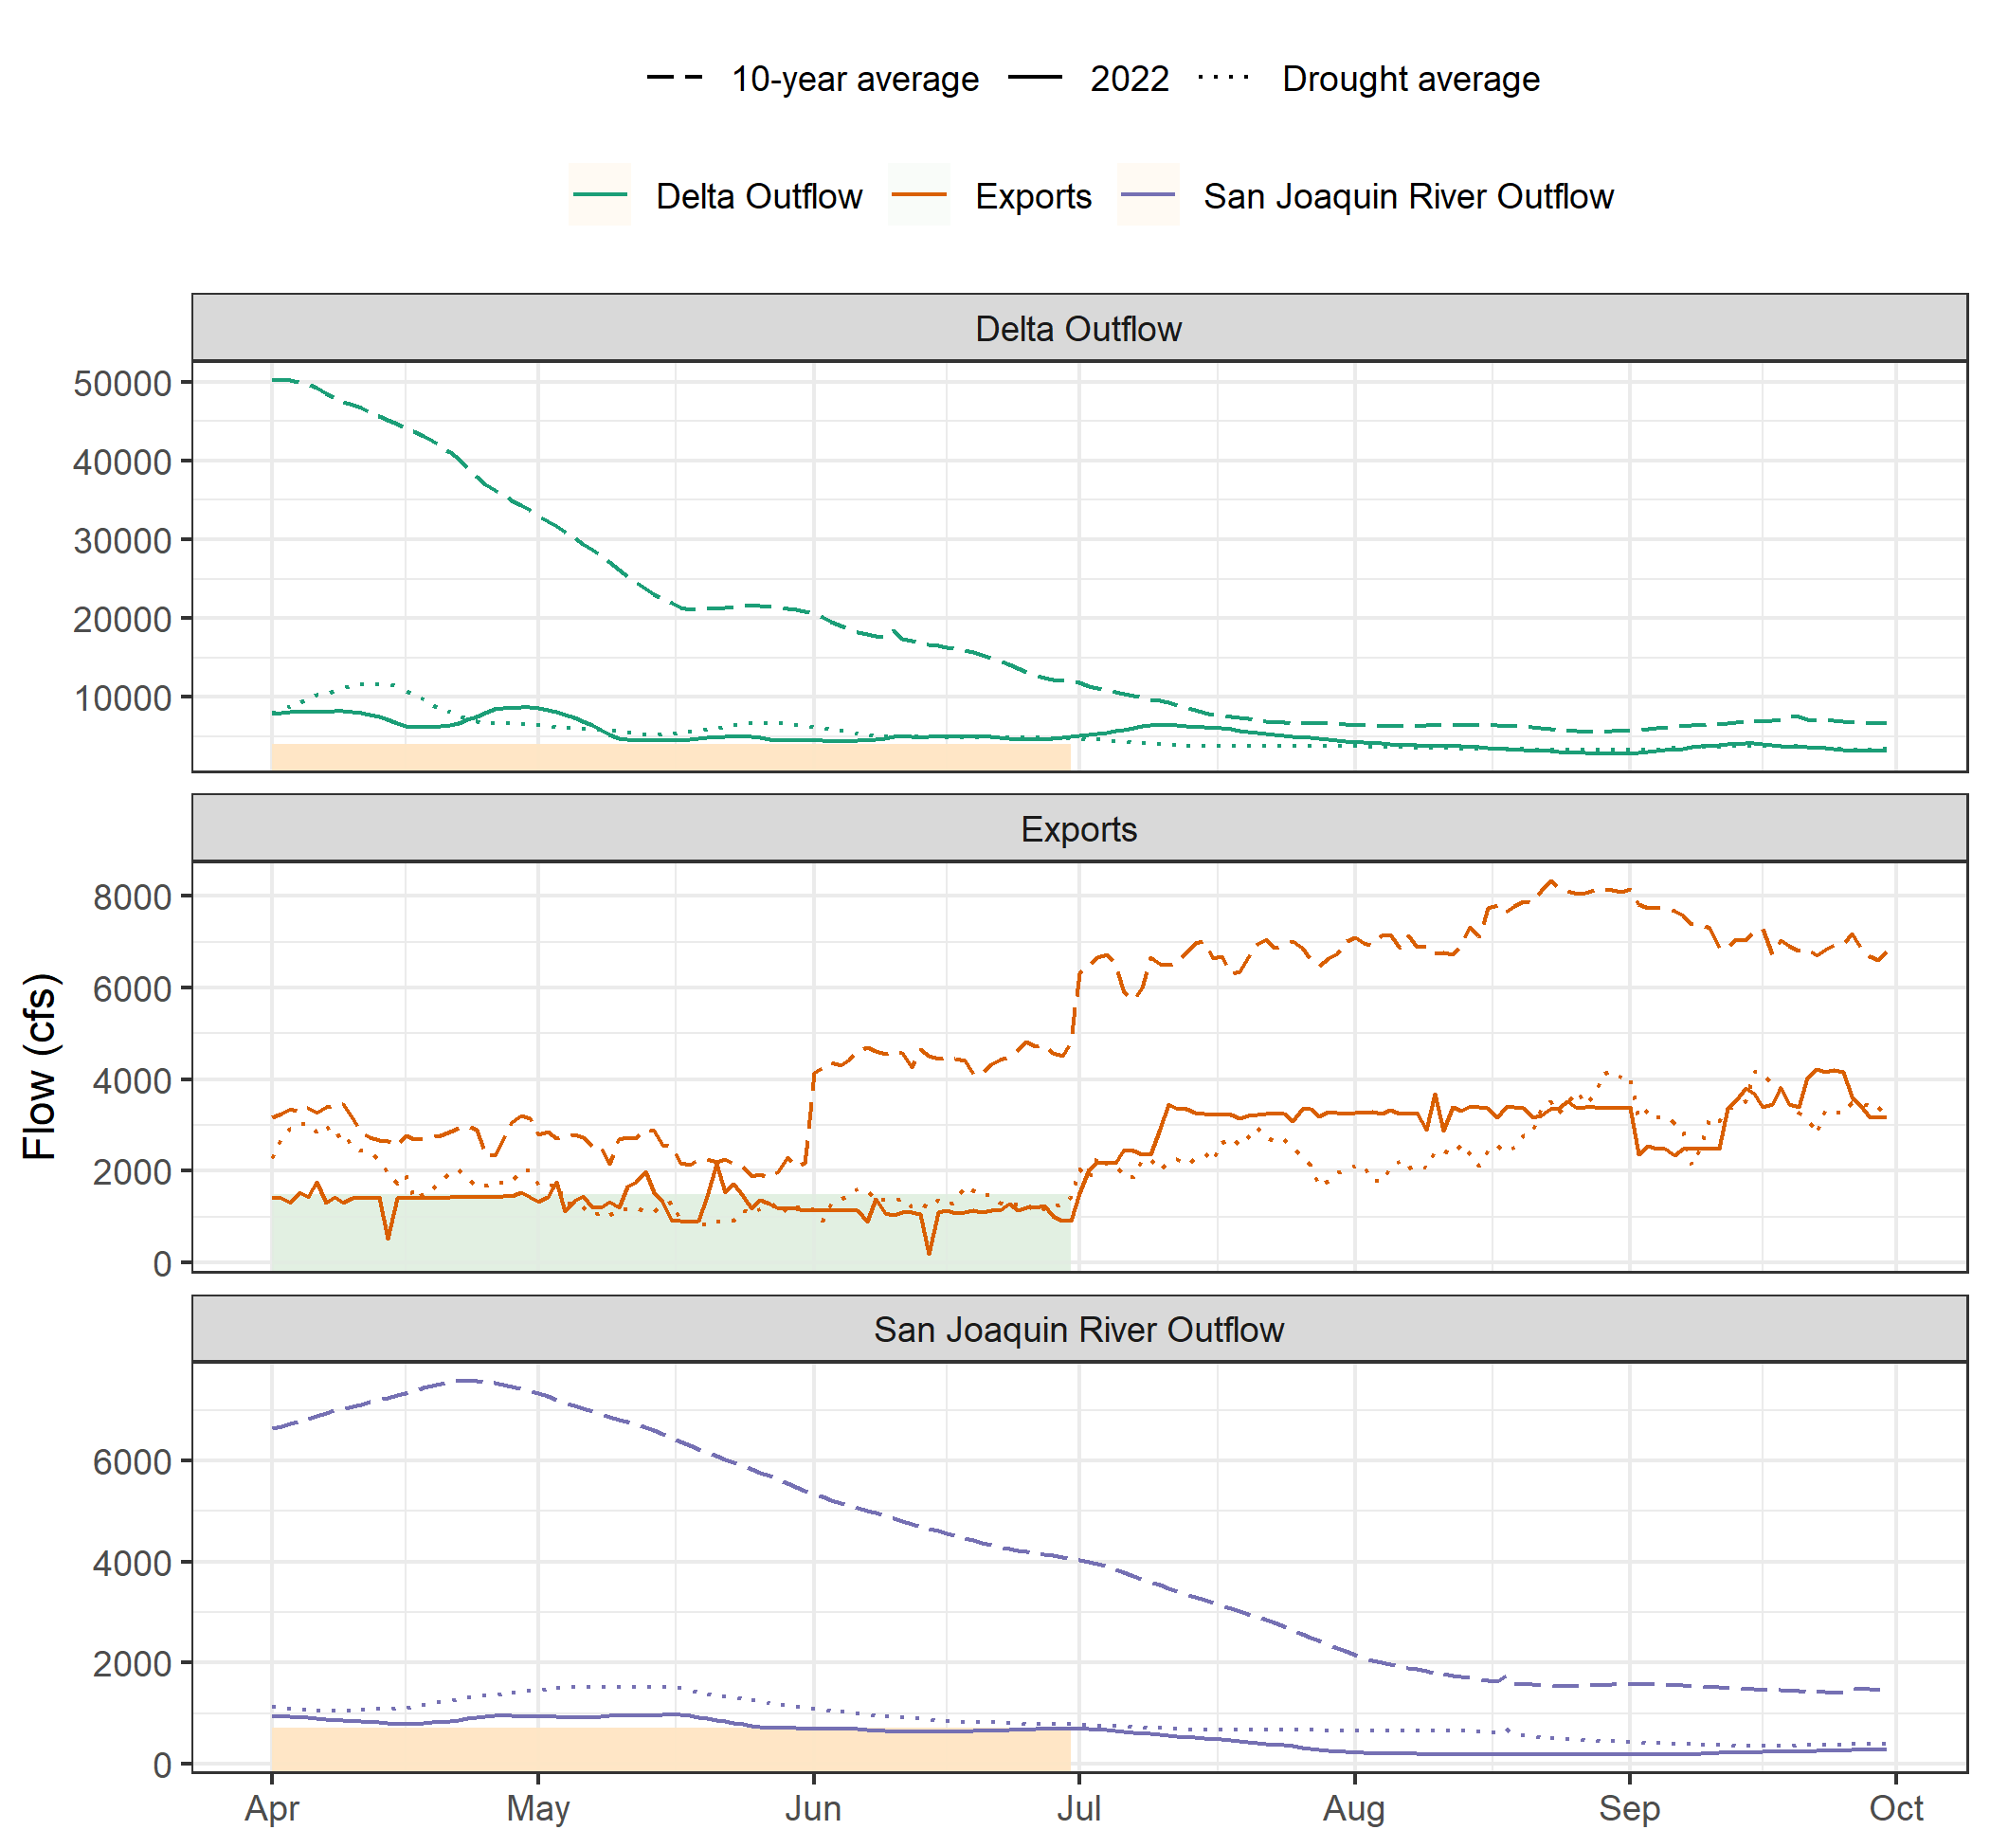 10-year average 2022 Drought average
Delta Outflow Exports San Joaquin River Outflow
Delta Outflow
50000
40000
30000
20000
10000
Exports
8000
6000
4000
2000
0
Flow (cfs)
San Joaquin River Outflow
6000
4000
2000
0
Apr May Jun Jul Aug Sep Oct